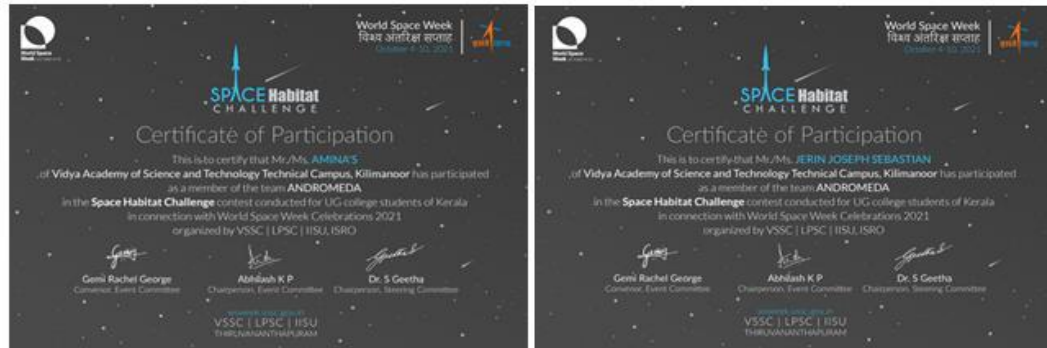 World Space
Week
World Space Week
विश्व अंतरिक्ष सप्ताह
October 4-10, 2021
SPACE Habitat
CHALLENGE
Certificate of Participation
This is to certify that Mr./Ms. AMINA'S
of Vidya Academy of Science and Technology Technical Campus, Kilimanoor has participated
as a member of the team ANDROMEDA
in the Space Habitat Challenge contest conducted for UG college students of Kerala
in connection with World Space Week Celebrations 2021
organized by VSSC | LPSC | IISU, ISRO
Gemi Rachel George
Convenor, Event Committee
Abhilash K P
Chairperson, Event Committee
Dr. S Geetha
Chairperson, Steering Committee
VSSC | LPSC | IISU
THIRUVANANTHAPURAM
World Space
Week
World Space Week
विश्व अंतरिक्ष सप्ताह
October 4-10, 2021
SPACE Habitat
CHALLENGE
Certificate of Participation
This is to certify that Mr./Ms. JERIN JOSEPH SEBASTIAN
of Vidya Academy of Science and Technology Technical Campus, Kilimanoor has participated
as a member of the team ANDROMEDA
in the Space Habitat Challenge contest conducted for UG college students of Kerala
in connection with World Space Week Celebrations 2021
organized by VSSC | LPSC | IISU, ISRO
Gemi Rachel George
Convenor, Event Committee
Abhilash K P
Chairperson, Event Committee
Dr. S Geetha
Chairperson, Steering Committee
VSSC | LPSC | IISU
THIRUVANANTHAPURAM